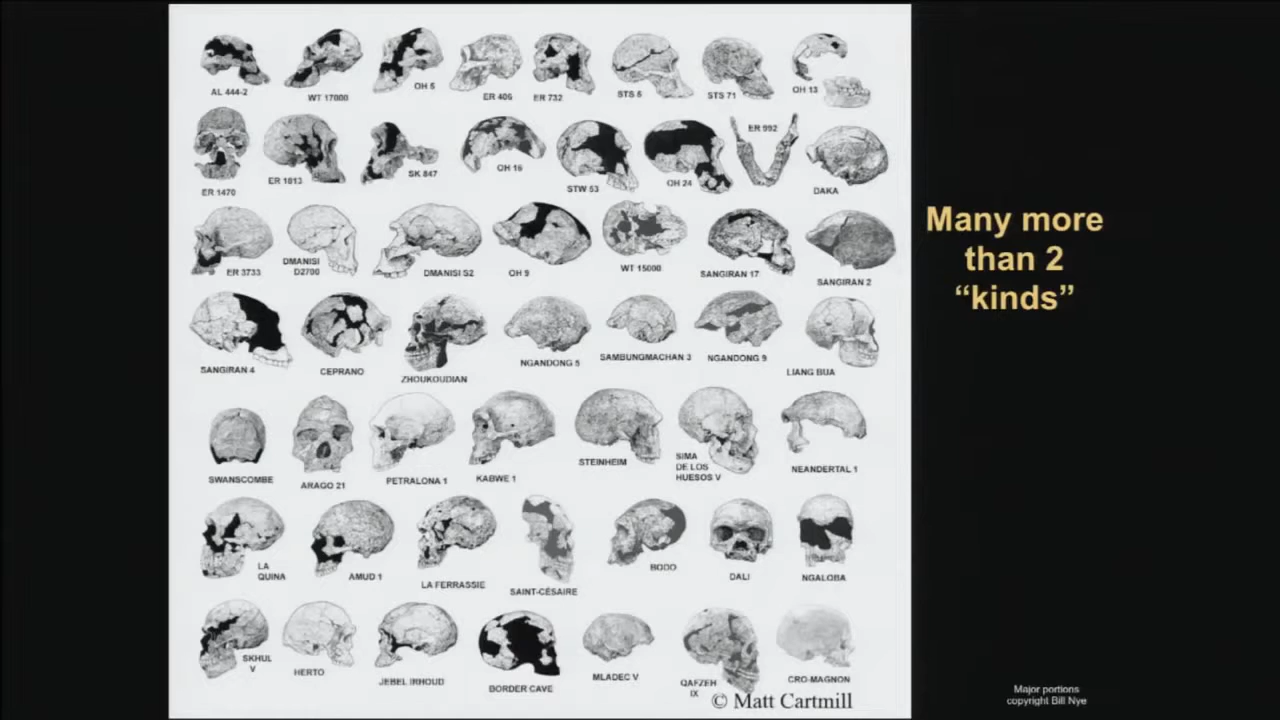 AL 444-2
WT 17000
OH 5
ER 406
ER 732
STS 5
STS 71
OH 13
ER 1470
ER 1813
SK 847
OH 16
STW 53
OH 24
ER 992
DAKA
ER 3733
DMANISI
D2700
DMANISI S2
OH 9
WT 15000
SANGIRAN 17
SANGIRAN 2
SANGIRAN 4
CEPRANO
ZHOUKOUDIAN
NGANDONG 5
SAMBUNGMACHAN 3
NGANDONG 9
LIANG BUA
SWANSCOMBE
ARAGO 21
PETRALONA 1
KABWE 1
STEINHEIM
SIMA
DE LOS
HUESOS V
NEANDERTAL 1
LA
QUINA
AMUD 1
LA FERRASSIE
SAINT-CÉSAIRE
BODO
DALI
NGALOBA
SKHUL
V
HERTO
JEBEL IRHOUD
BORDER CAVE
MLADEC V
QAFZEH
IX
CRO-MAGNON
© Matt Cartmill
Many more
than 2
“kinds”
Major portions
copyright Bill Nye